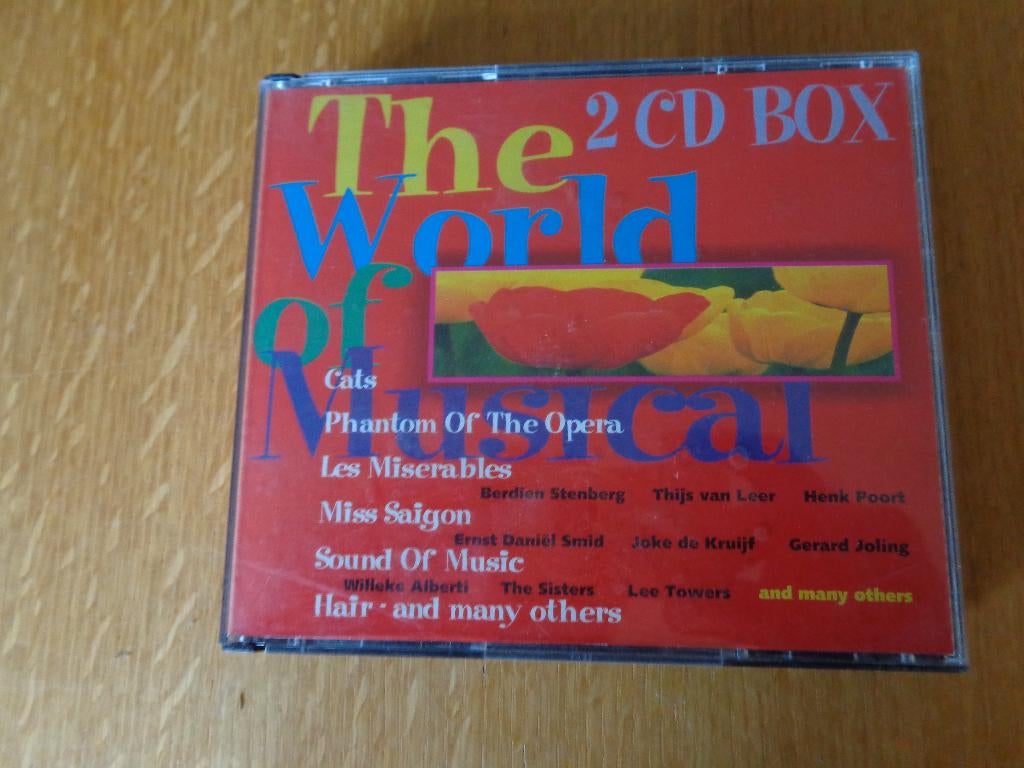 The
2 CD BOX
World
of
Musical
Cats
Phantom Of The Opera
Les Miserables
Berdien Stenberg Thijs van Leer Henk Poort
Miss Saigon
Ernst Daniël Smid Joke de Kruijf Gerard Joling
Sound Of Music
Willeke Alberti The Sisters Lee Towers and many others
Hair - and many others